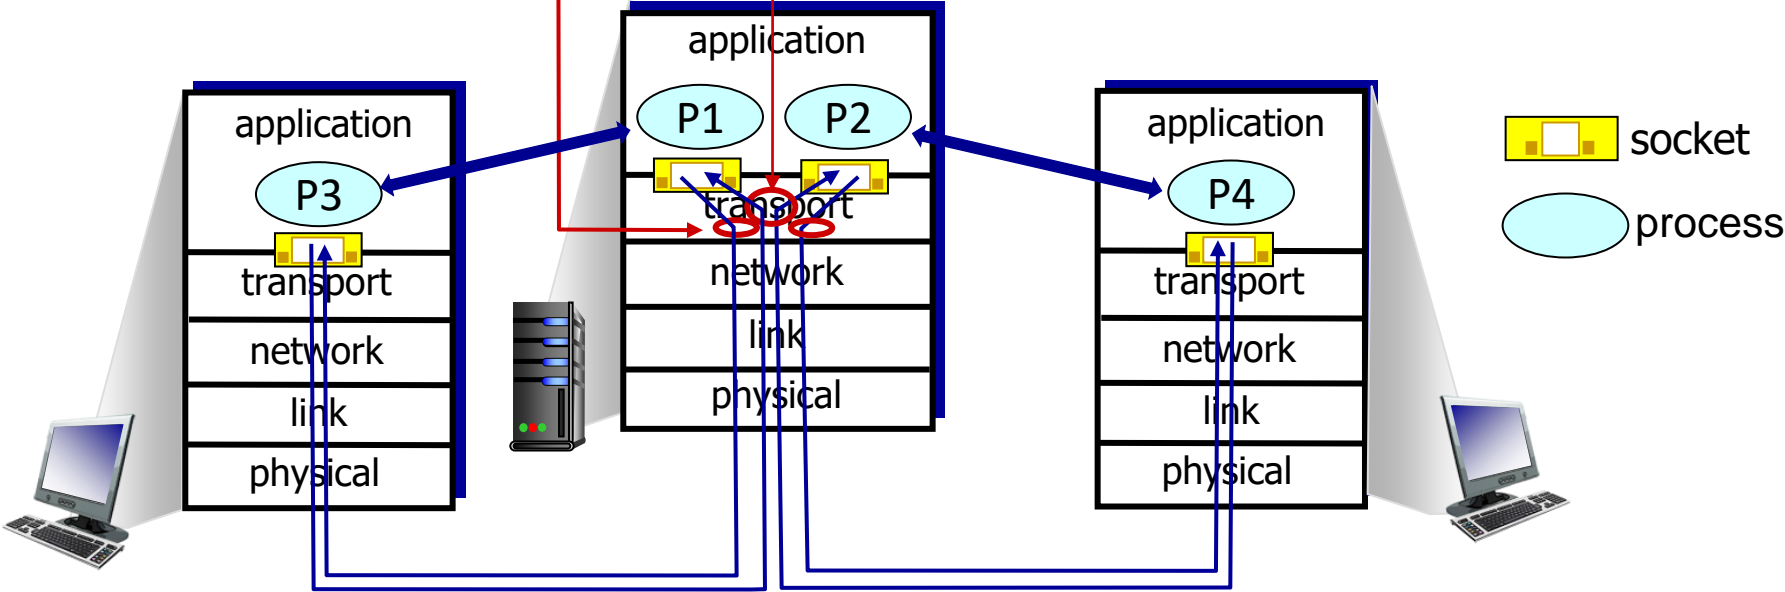 application
P3
transport
network
link
physical
application
P1
P2
transport
network
link
physical
application
P4
transport
network
link
physical
socket
process